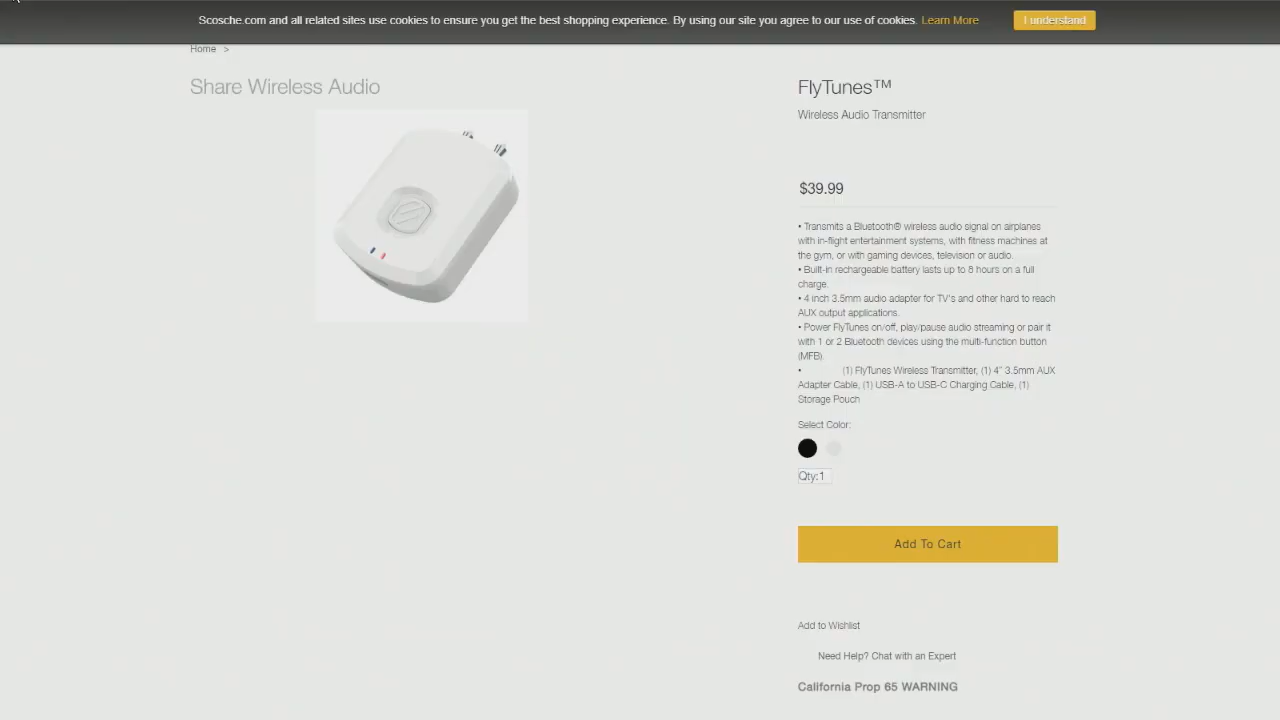 Scosche.com and all related sites use cookies to ensure you get the best shopping experience. By using our site you agree to our use of cookies. Learn More
I understand
Home >
Share Wireless Audio
FlyTunes™
Wireless Audio Transmitter
$39.99
• Transmits a Bluetooth® wireless audio signal on airplanes
with in-flight entertainment systems, with fitness machines at
the gym, or with gaming devices, television or audio.
• Built-in rechargeable battery lasts up to 8 hours on a full
charge.
• 4 inch 3.5mm audio adapter for TV's and other hard to reach
AUX output applications.
• Power FlyTunes on/off, play/pause audio streaming or pair it
with 1 or 2 Bluetooth devices using the multi-function button
(MFB).
• (1) FlyTunes Wireless Transmitter, (1) 4" 3.5mm AUX
Adapter Cable, (1) USB-A to USB-C Charging Cable, (1)
Storage Pouch
Select Color:
Qty:1
Add To Cart
Add to Wishlist
Need Help? Chat with an Expert
California Prop 65 WARNING